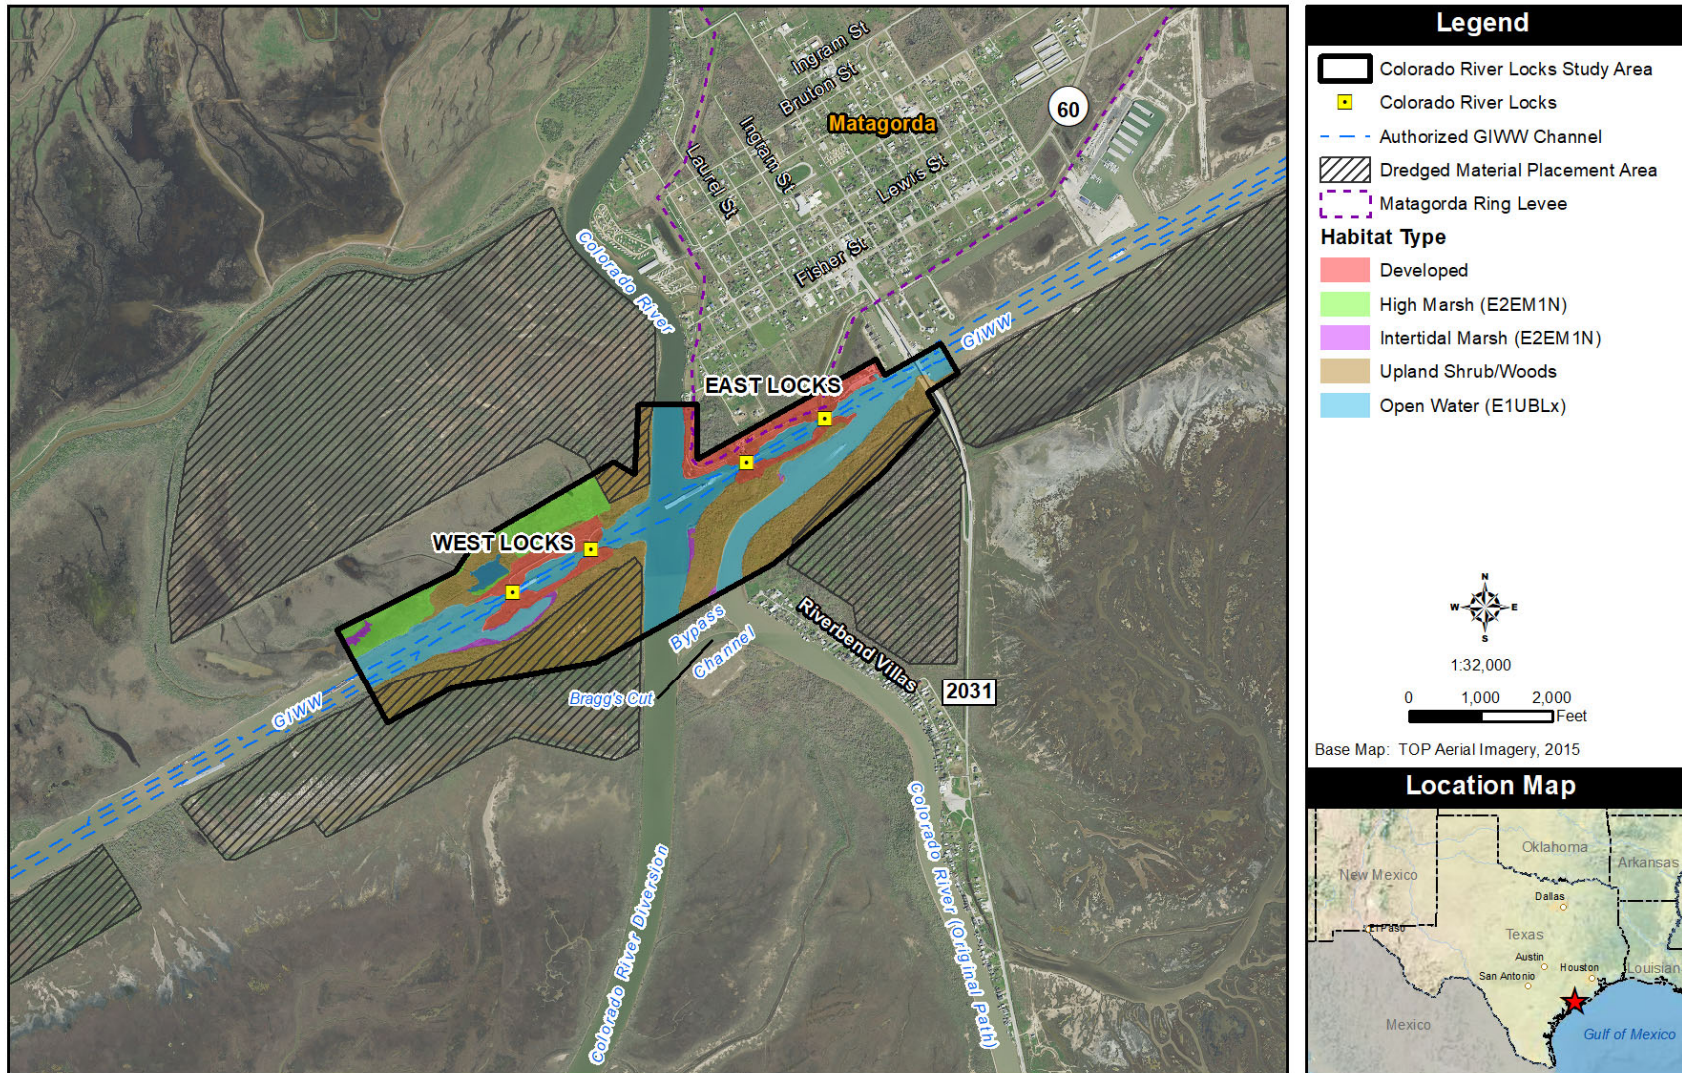 Ingram St
Bruton St
Matagorda
60
Ingram St
Laurel St
Lewis St
Fisher St
Colorado River
GIWW
EAST LOCKS
WEST LOCKS
Bypass
Channel
Riverbend Villas
Bragg's Cut
2031
GIWW
Colorado River Diversion
Colorado River (Original Path)
Legend
Colorado River Locks Study Area
Colorado River Locks
Authorized GIWW Channel
Dredged Material Placement Area
Matagorda Ring Levee
Habitat Type
Developed
High Marsh (E2EM1N)
Intertidal Marsh (E2EM1N)
Upland Shrub/Woods
Open Water (E1UBLx)
N
W E
S
1:32,000
0 1,000 2,000
Feet
Base Map: TOP Aerial Imagery, 2015
Location Map
Oklahoma
Arkansas
New Mexico
Dallas
El Paso
Texas
Austin
Houston
San Antonio
Louisian
Mexico
Gulf of Mexico